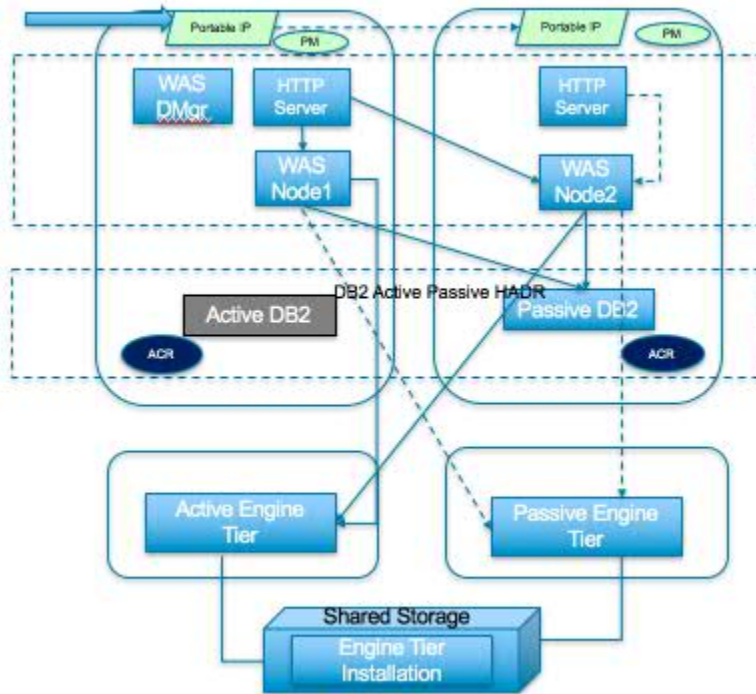 Portable IP
PM
Portable IP
PM
WAS
DMgr
HTTP
Server
HTTP
Server
WAS
Node1
WAS
Node2
DB2 Active Passive HADR
Active DB2
Passive DB2
ACR
ACR
Active Engine
Tier
Passive Engine
Tier
Shared Storage
Engine Tier
Installation